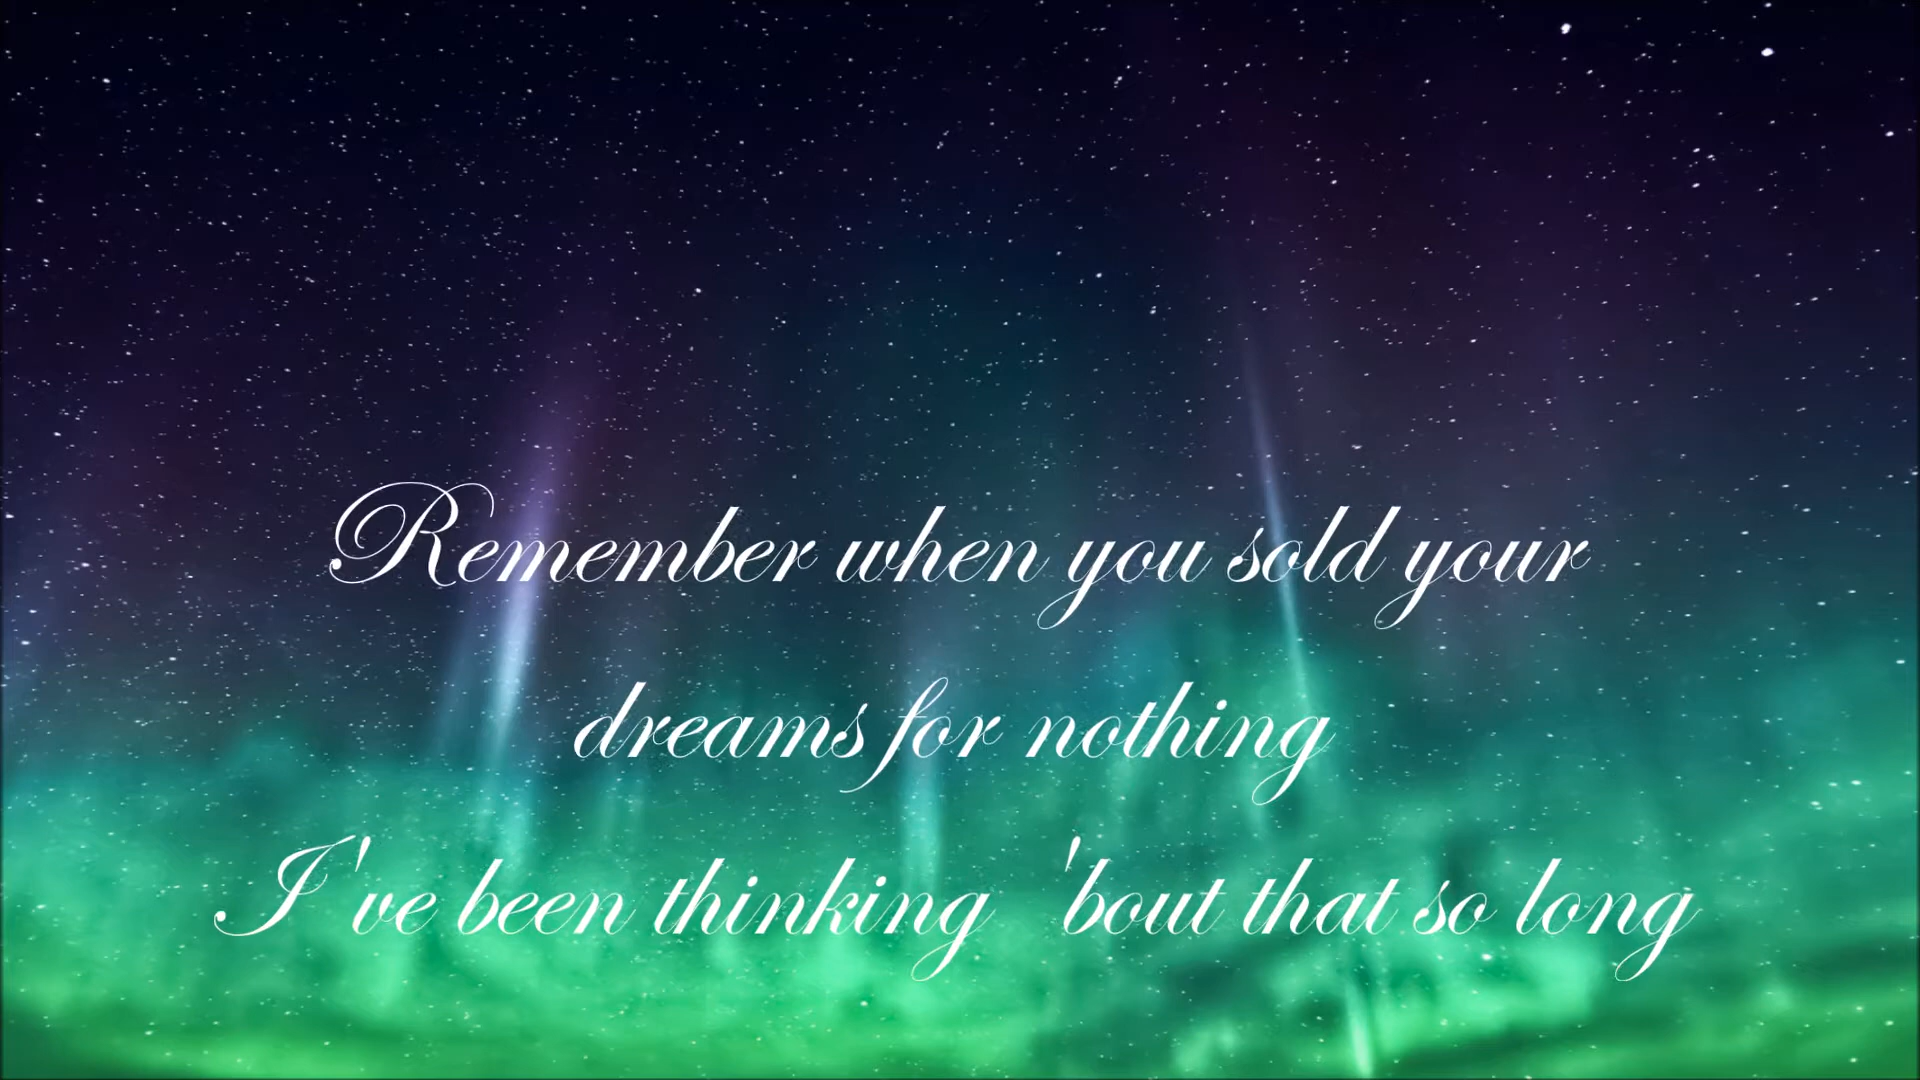 Remember when you sold your
dreams for nothing
I've been thinking 'bout that so long